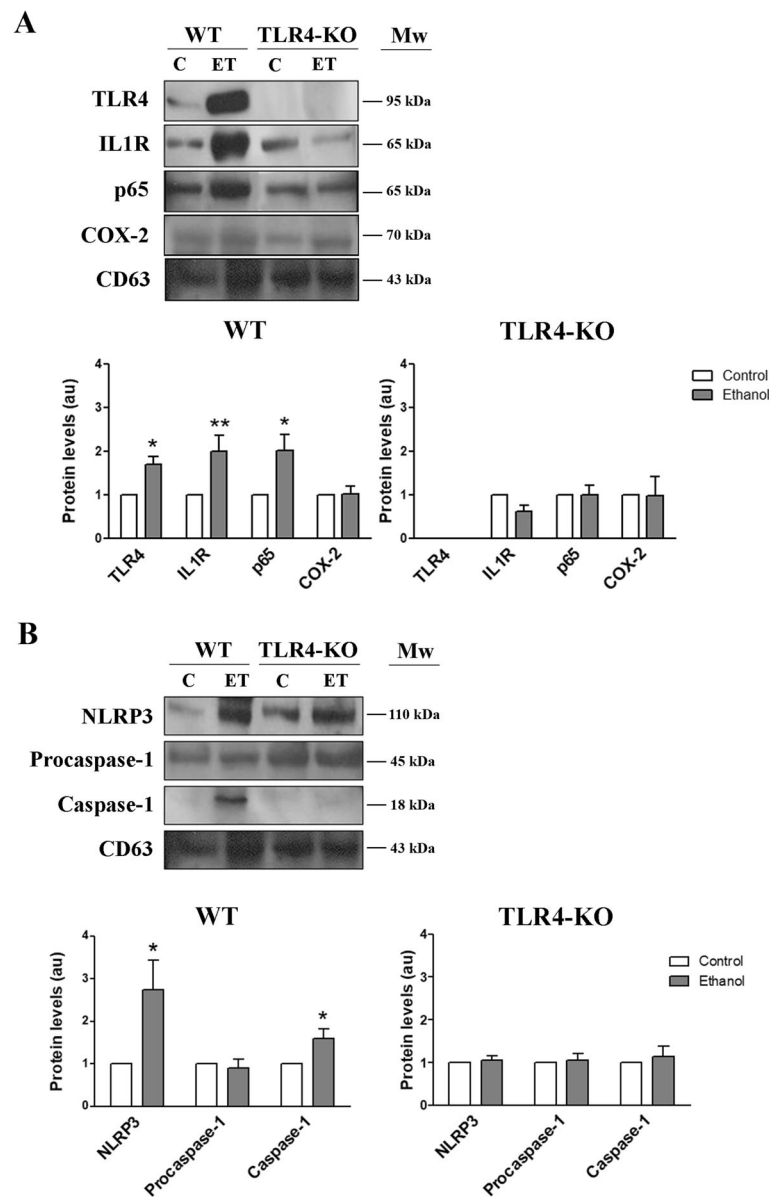 A
WT TLR4-KO Mw
C ET C ET
TLR4 95 kDa
IL1R 65 kDa
p65 65 kDa
COX-2 70 kDa
CD63 43 kDa
WT TLR4-KO
Protein levels (au)
4
3
2
1
0
* ** *
TLR4 IL1R p65 COX-2
Protein levels (au)
4
3
2
1
0
TLR4 IL1R p65 COX-2
Control
Ethanol
B
WT TLR4-KO Mw
C ET C ET
NLRP3 110 kDa
Procaspase-1 45 kDa
Caspase-1 18 kDa
CD63 43 kDa
WT TLR4-KO
Protein levels (au)
4
3
2
1
0
* *
NLRP3 Procaspase-1 Caspase-1
Protein levels (au)
4
3
2
1
0
NLRP3 Procaspase-1 Caspase-1
Control
Ethanol